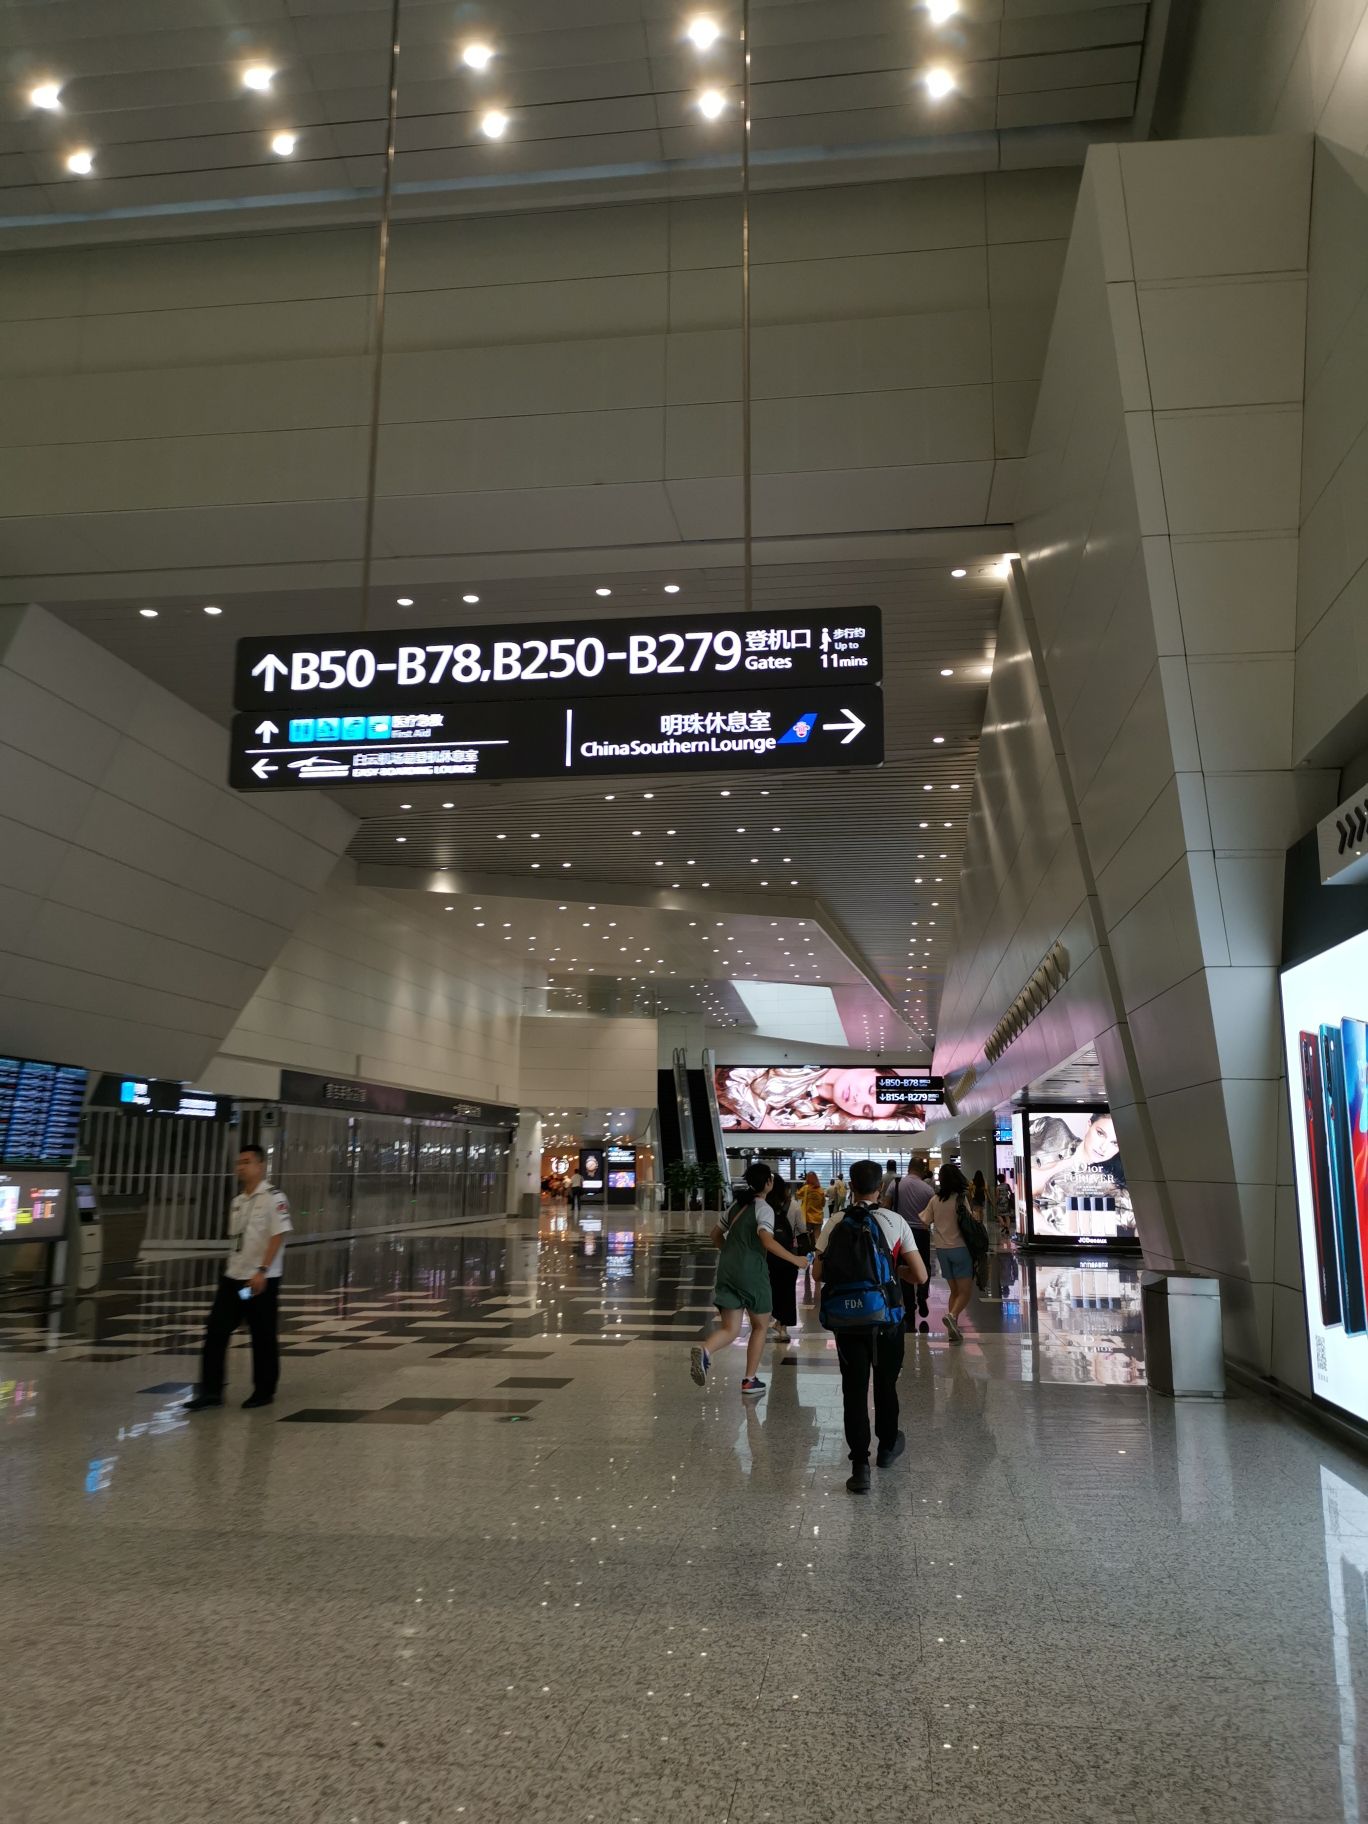 ↑B50-B78,B250-B279 登机口 步行约
Gates Up to
11mins
↑ 医疗急救
First Aid
← 白云机场易登机休息室
EASY-BOARDING LOUNGE
明珠休息室 →
China Southern Lounge
↓B50-B78
↓B154-B279
Dior
FOREVER
JCDecaux
FDA